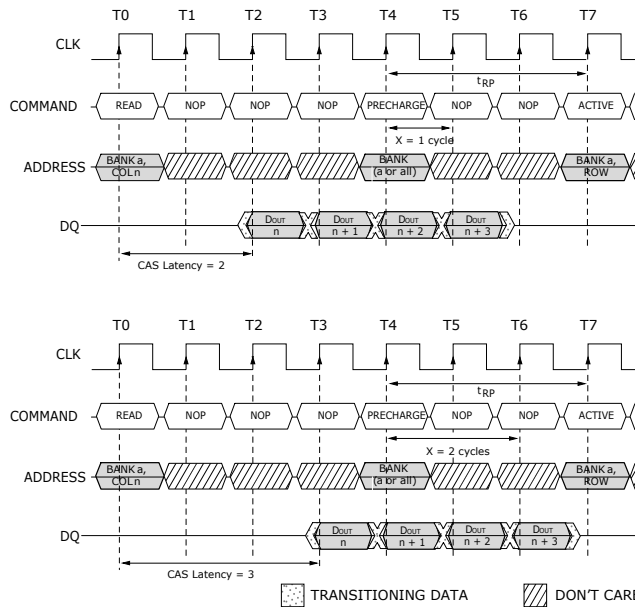 T0 T1 T2 T3 T4 T5 T6 T7
CLK
tRP
COMMAND READ NOP NOP NOP PRECHARGE NOP NOP ACTIVE
X = 1 cycle
ADDRESS BANK a, COL n BANK (a or all) BANK a, ROW
DQ DOUT n DOUT n + 1 DOUT n + 2 DOUT n + 3
CAS Latency = 2
T0 T1 T2 T3 T4 T5 T6 T7
CLK
tRP
COMMAND READ NOP NOP NOP PRECHARGE NOP NOP ACTIVE
X = 2 cycles
ADDRESS BANK a, COL n BANK (a or all) BANK a, ROW
DQ DOUT n DOUT n + 1 DOUT n + 2 DOUT n + 3
CAS Latency = 3
TRANSITIONING DATA DON'T CARE